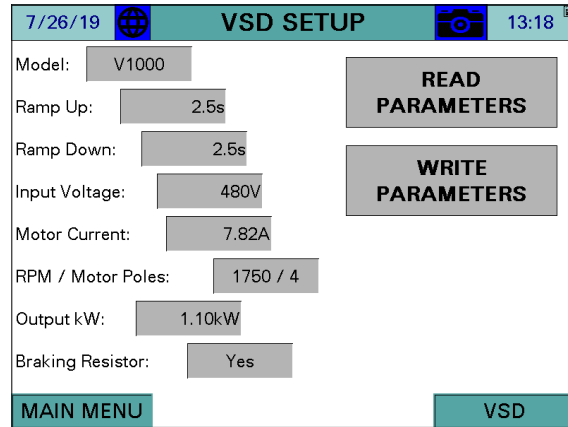 7/26/19 VSD SETUP 13:18
Model: V1000
Ramp Up: 2.5s
Ramp Down: 2.5s
Input Voltage: 480V
Motor Current: 7.82A
RPM / Motor Poles: 1750 / 4
Output kW: 1.10kW
Braking Resistor: Yes
READ
PARAMETERS
WRITE
PARAMETERS
MAIN MENU VSD